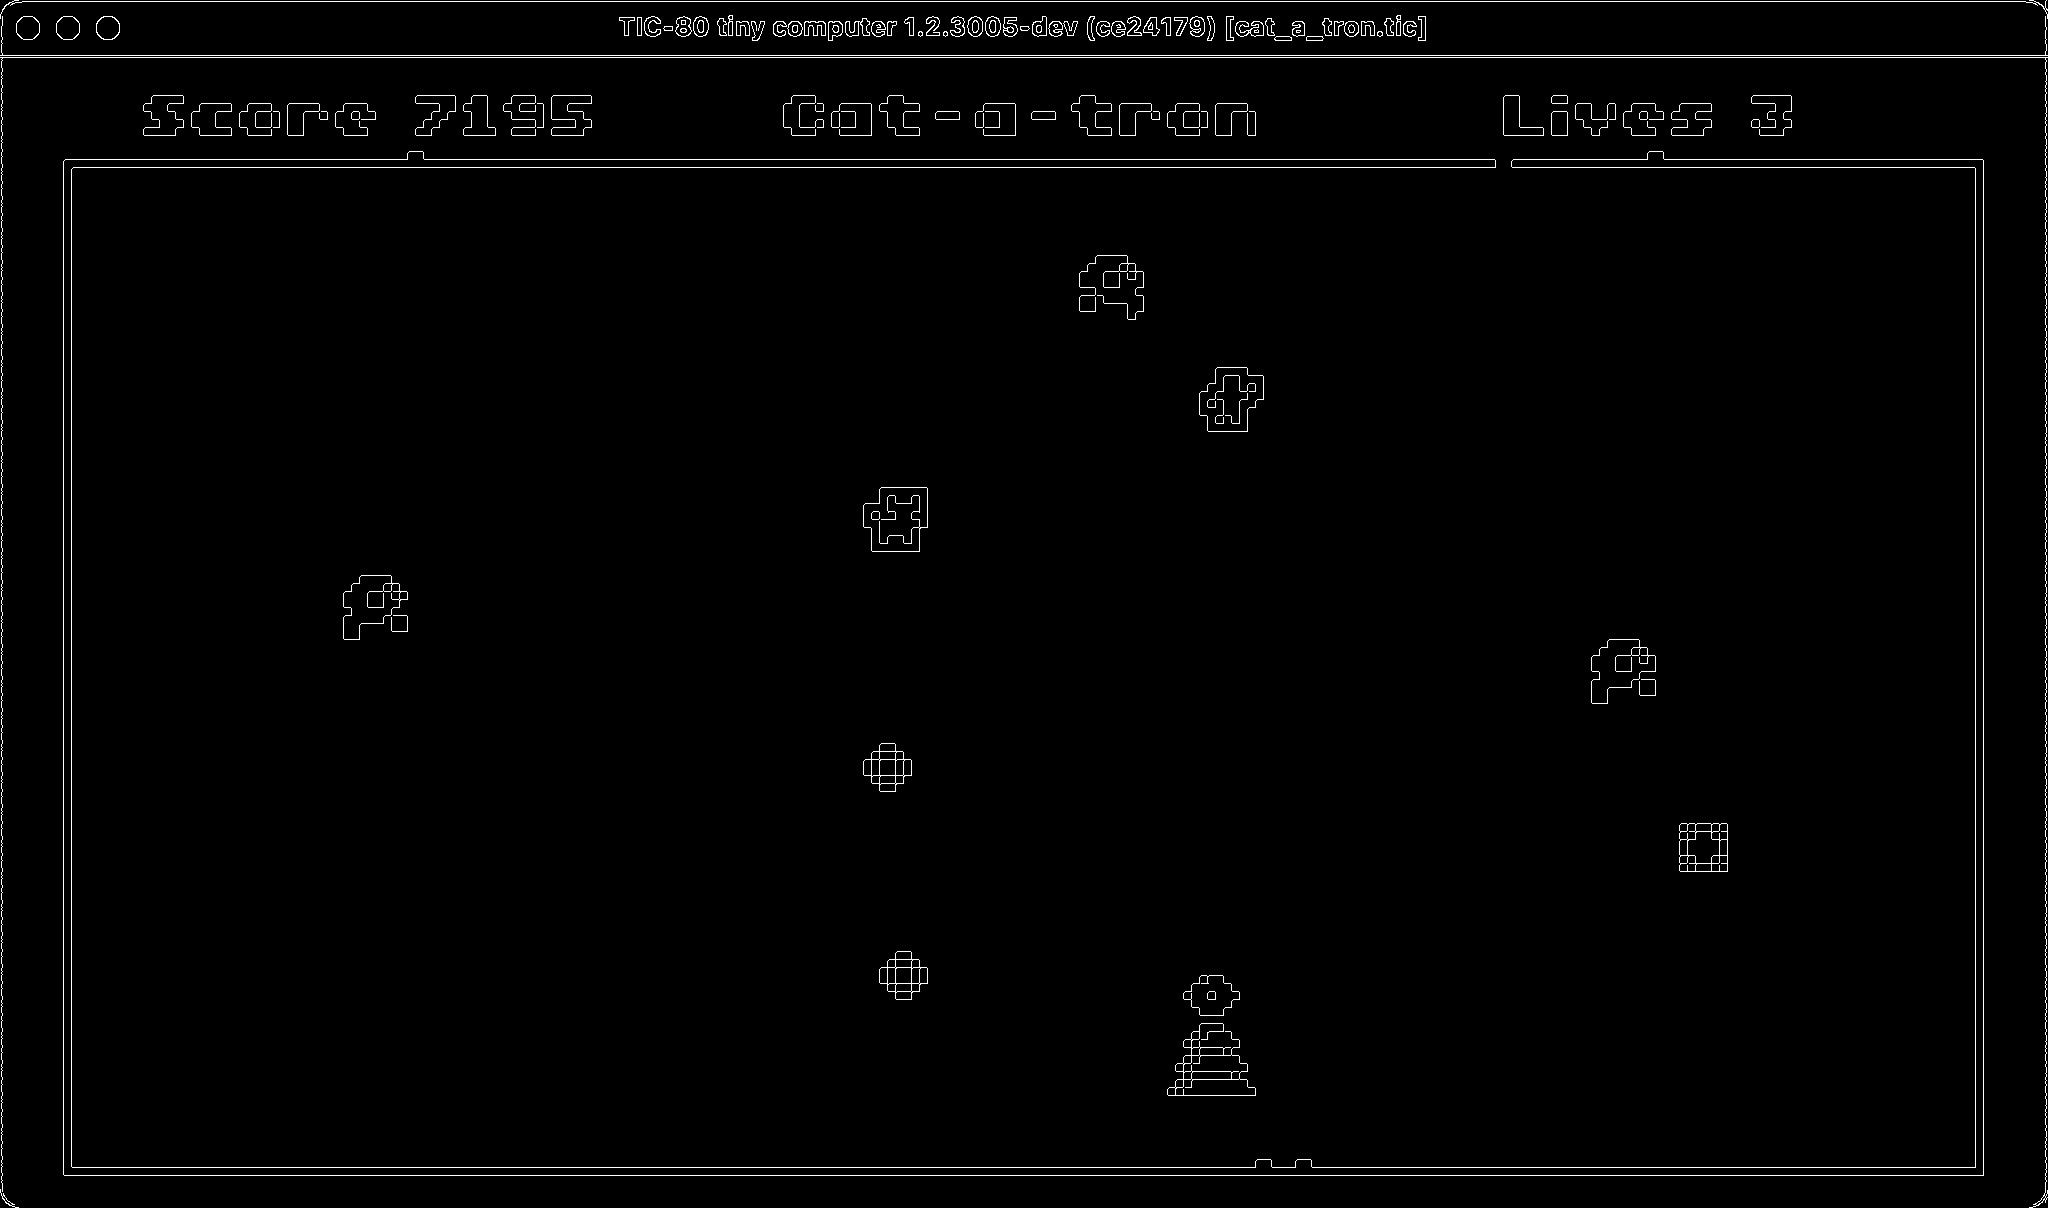 TIC-80 tiny computer 1.2.3005-dev (ce24179) [cat_a_tron.tic]
Score 7195 Cat-a-tron Lives 3